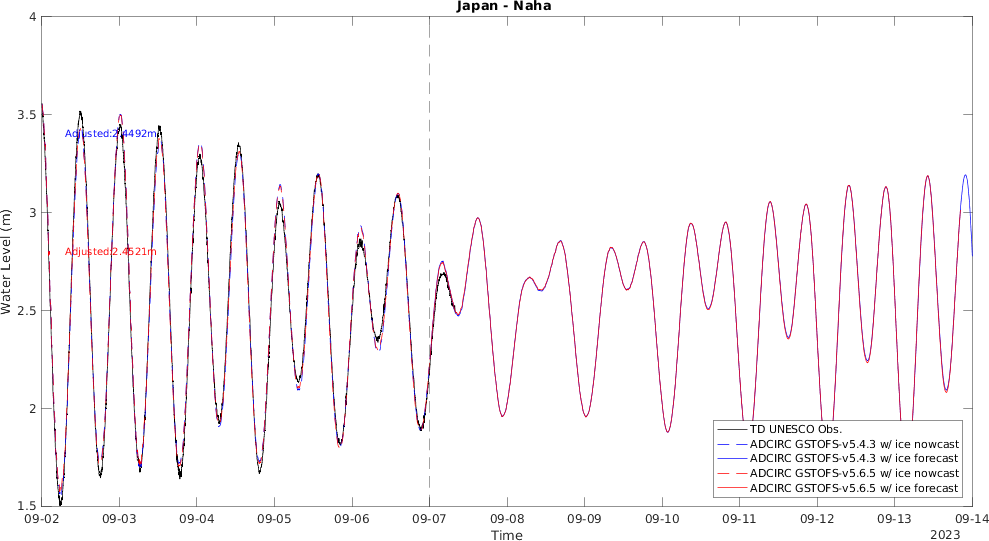 Japan - Naha
4
3.5
3
2.5
2
1.5
Water Level (m)
Adjusted:2.4492m
Adjusted:2.4521m
TD UNESCO Obs.
ADCIRC GSTOFS-v5.4.3 w/ ice nowcast
ADCIRC GSTOFS-v5.4.3 w/ ice forecast
ADCIRC GSTOFS-v5.6.5 w/ ice nowcast
ADCIRC GSTOFS-v5.6.5 w/ ice forecast
09-02 09-03 09-04 09-05 09-06 09-07 09-08 09-09 09-10 09-11 09-12 09-13 09-14
Time
2023